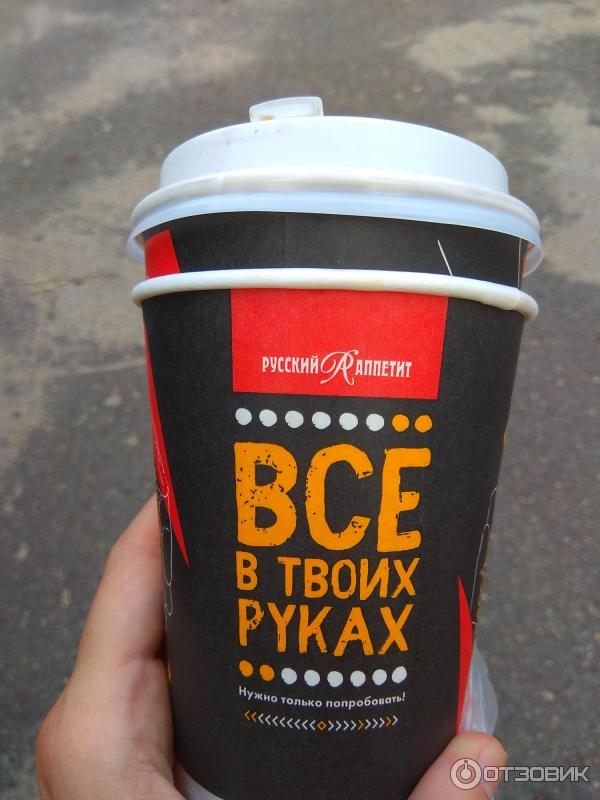 РУССКИЙ АППЕТИТ
ВСЁ
В ТВОИХ
РУКАХ
Нужно только попробовать!
ОТЗОВИК